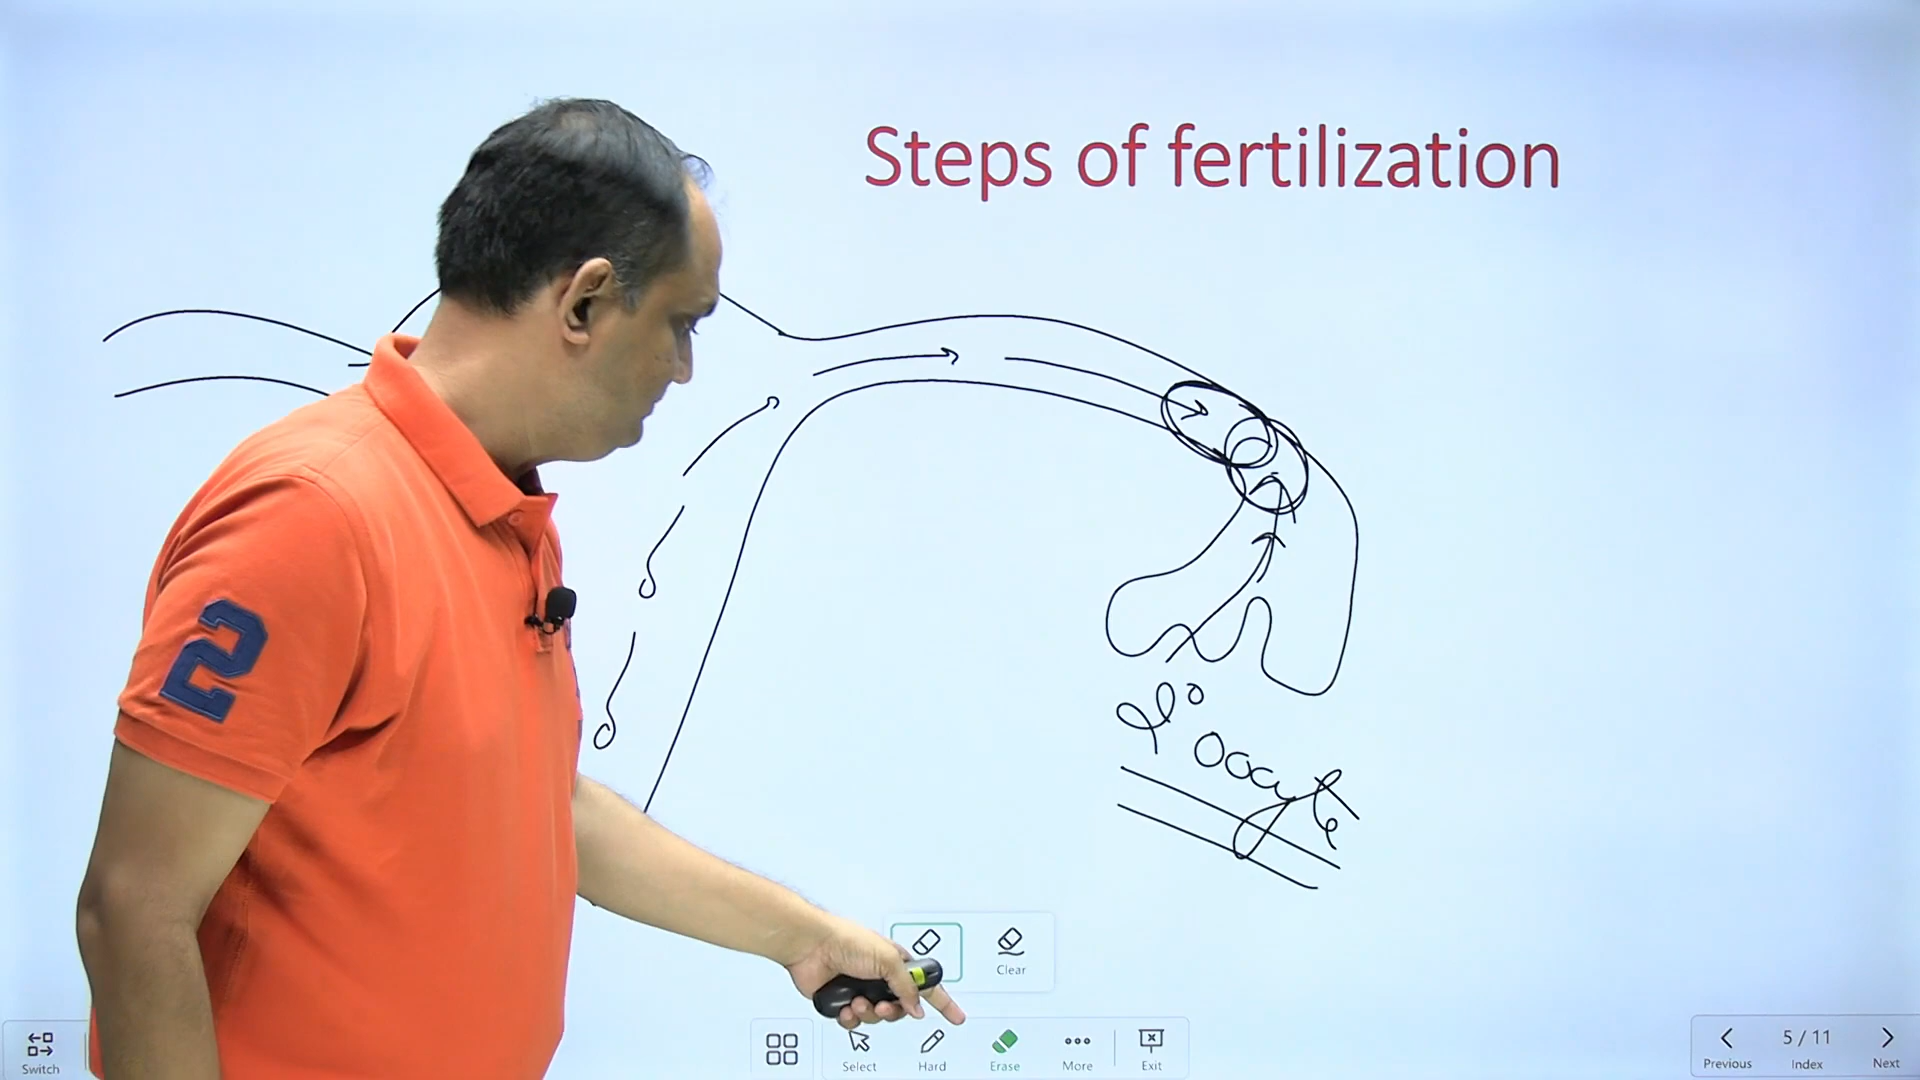 Steps of fertilization
2
2° oocyte
Clear
Switch
Select
Hard
Erase
More
Exit
Previous
5 / 11
Index
Next